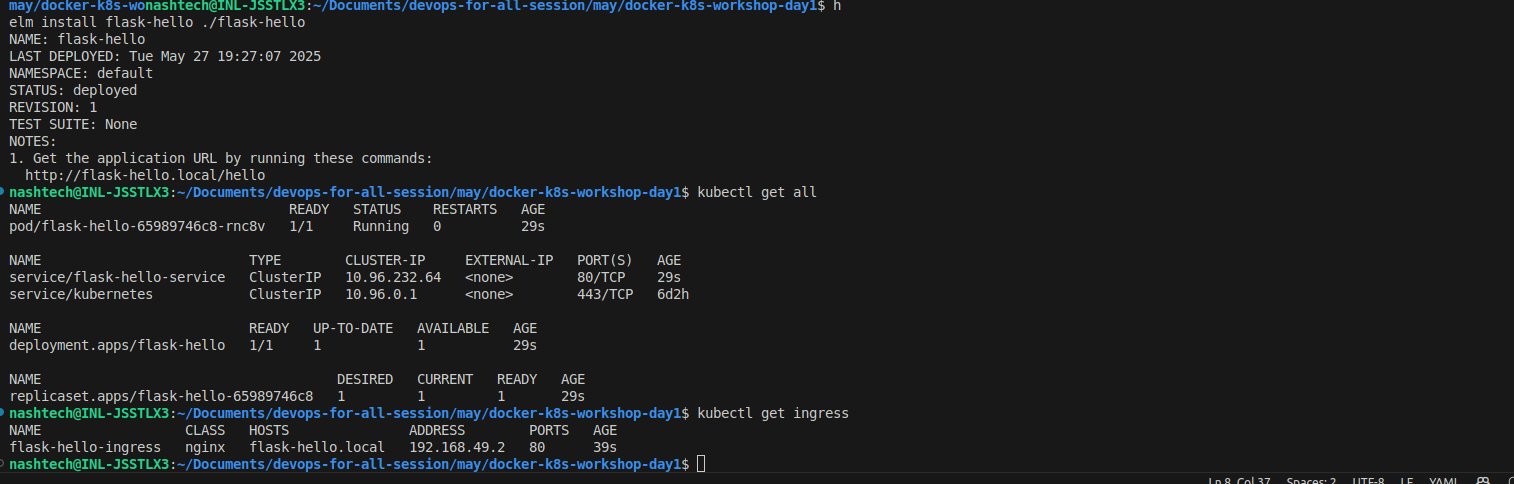 may/docker-k8s-wonashtech@INL-JSSTLX3:~/Documents/devops-for-all-session/may/docker-k8s-workshop-day1$ h
elm install flask-hello ./flask-hello
NAME: flask-hello
LAST DEPLOYED: Tue May 27 19:27:07 2025
NAMESPACE: default
STATUS: deployed
REVISION: 1
TEST SUITE: None
NOTES:
1. Get the application URL by running these commands:
  http://flask-hello.local/hello
nashtech@INL-JSSTLX3:~/Documents/devops-for-all-session/may/docker-k8s-workshop-day1$ kubectl get all
NAME                               READY   STATUS    RESTARTS   AGE
pod/flask-hello-65989746c8-rnc8v   1/1     Running   0          29s
NAME                          TYPE        CLUSTER-IP     EXTERNAL-IP   PORT(S)   AGE
service/flask-hello-service   ClusterIP   10.96.232.64   <none>        80/TCP    29s
service/kubernetes            ClusterIP   10.96.0.1      <none>        443/TCP   6d2h
NAME                          READY   UP-TO-DATE   AVAILABLE   AGE
deployment.apps/flask-hello   1/1     1            1           29s
NAME                                     DESIRED   CURRENT   READY   AGE
replicaset.apps/flask-hello-65989746c8   1         1         1       29s
nashtech@INL-JSSTLX3:~/Documents/devops-for-all-session/may/docker-k8s-workshop-day1$ kubectl get ingress
NAME                  CLASS   HOSTS               ADDRESS        PORTS   AGE
flask-hello-ingress   nginx   flask-hello.local   192.168.49.2   80      39s
nashtech@INL-JSSTLX3:~/Documents/devops-for-all-session/may/docker-k8s-workshop-day1$
Ln 8, Col 37 Spaces: 2 UTF-8 LF YAML